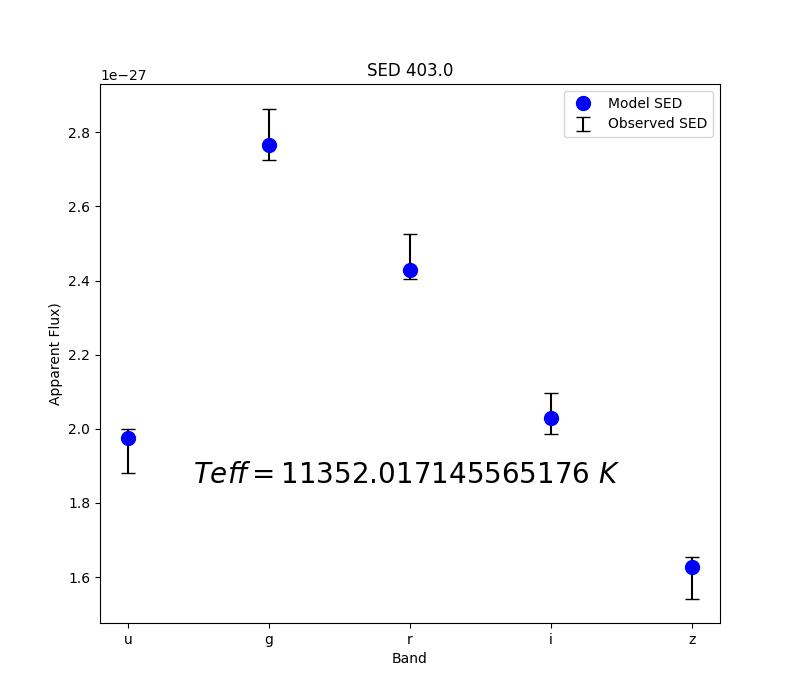 SED 403.0
1e−27
Model SED
Observed SED
2.8
2.6
2.4
2.2
2.0
1.8
1.6
Apparent Flux)
Teff = 11352.017145565176 K
u g r i z
Band